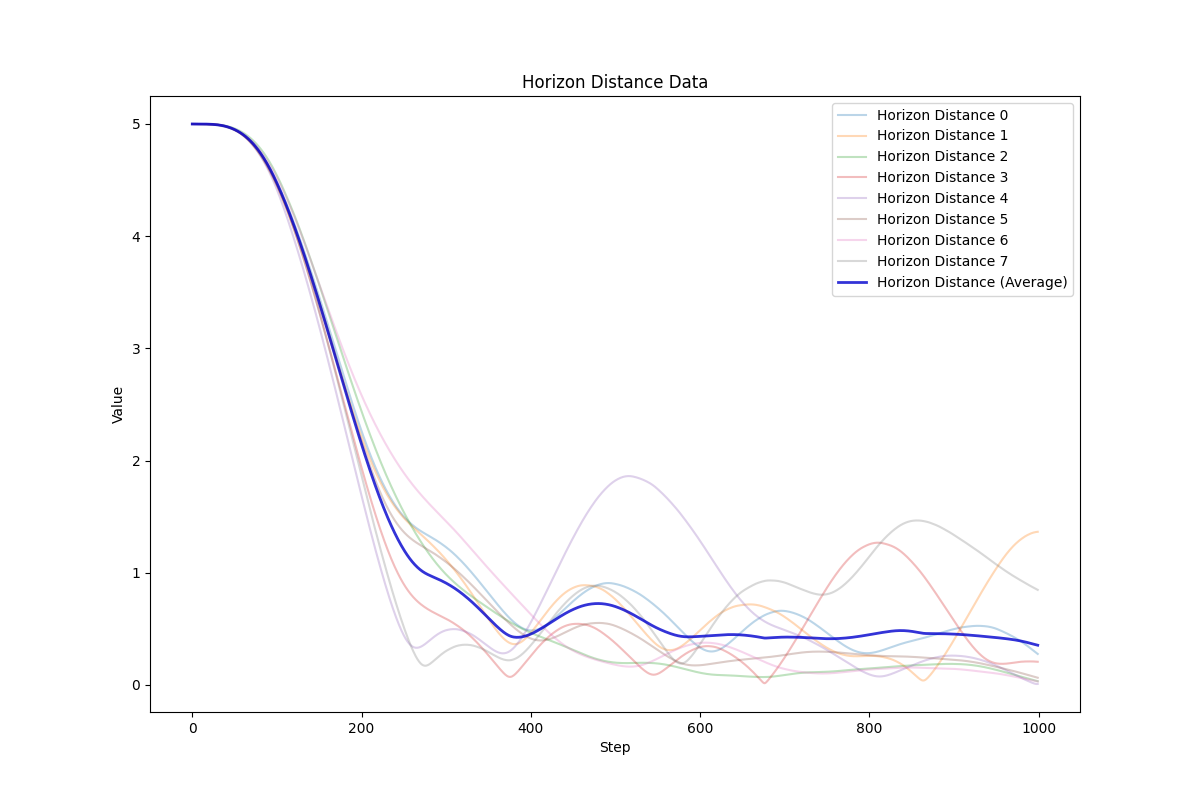 Horizon Distance Data
5
4
3
2
1
0
Value
0 200 400 600 800 1000
Step
Horizon Distance 0
Horizon Distance 1
Horizon Distance 2
Horizon Distance 3
Horizon Distance 4
Horizon Distance 5
Horizon Distance 6
Horizon Distance 7
Horizon Distance (Average)